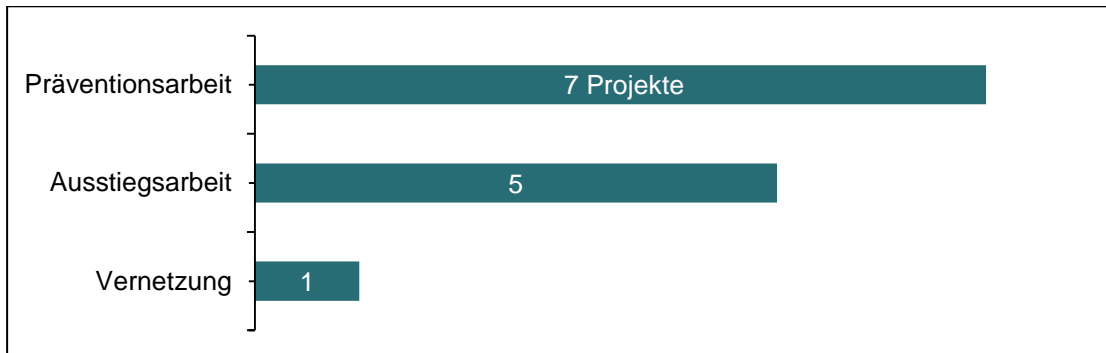 Präventionsarbeit
7 Projekte
Ausstiegsarbeit
5
Vernetzung
1